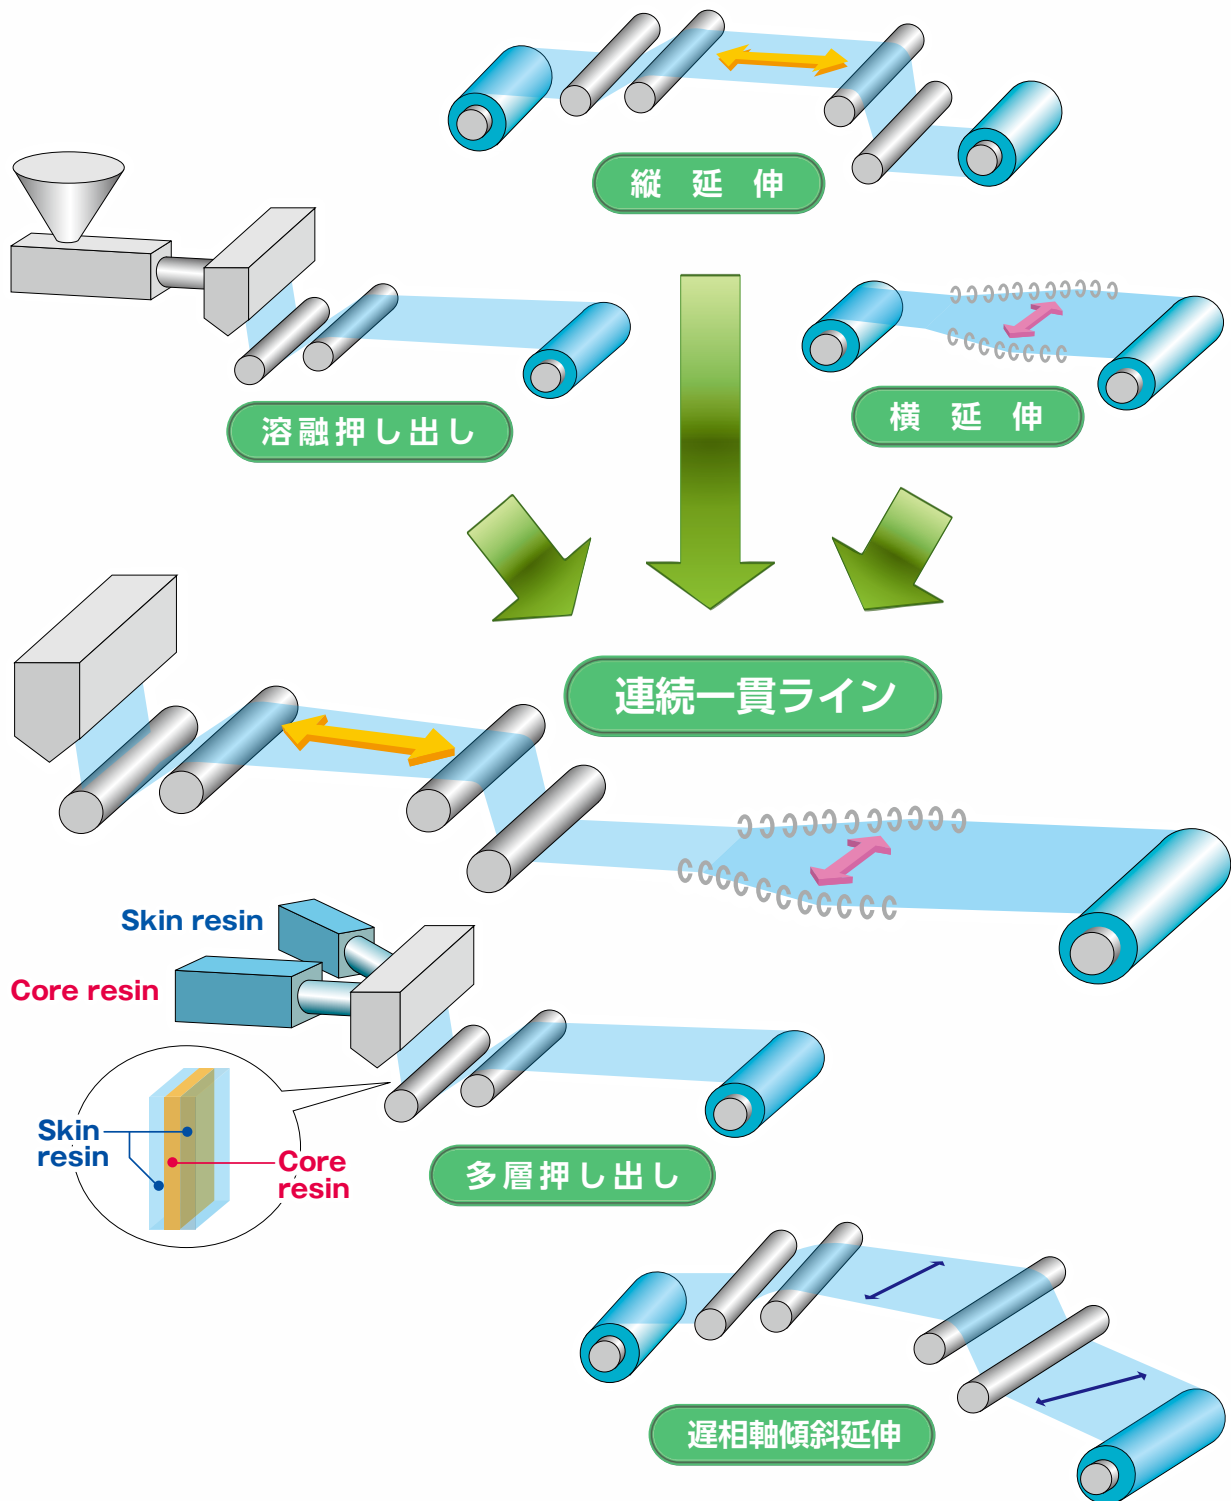 縦延伸
溶融押し出し
横延伸
連続一貫ライン
Skin resin
Core resin
Skin
resin
Core
resin
多層押し出し
遅相軸傾斜延伸